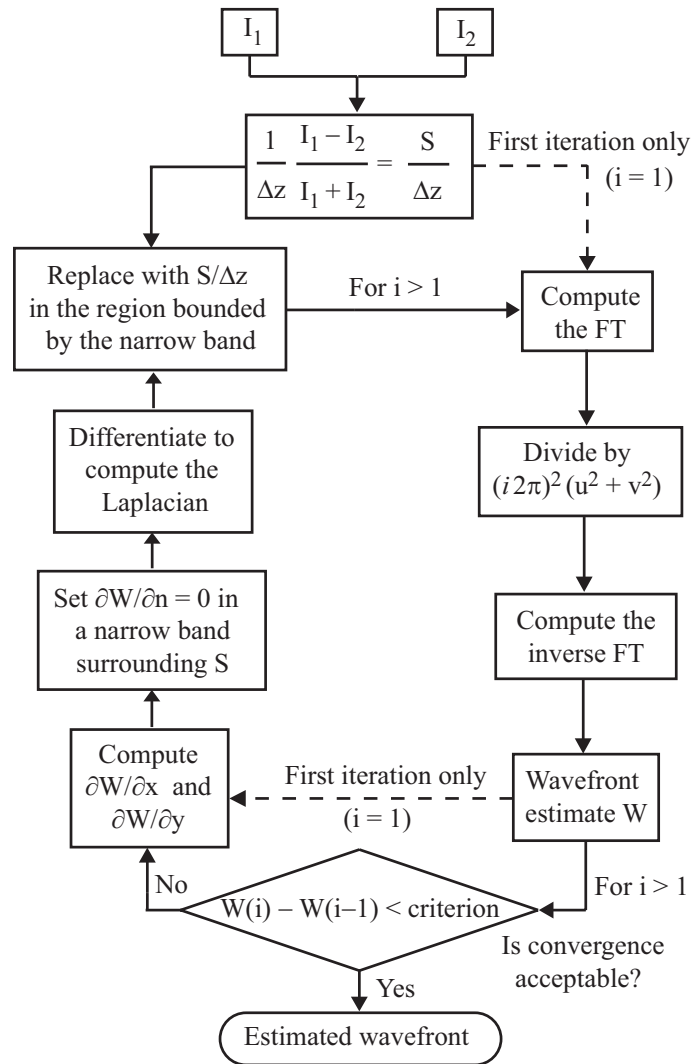 I₁
I₂
1/Δz (I₁ – I₂)/(I₁ + I₂) = S/Δz
First iteration only
(i = 1)
Replace with S/Δz
in the region bounded
by the narrow band
For i > 1
Compute
the FT
Differentiate to
compute the
Laplacian
Divide by
(i2π)² (u² + v²)
Set ∂W/∂n = 0 in
a narrow band
surrounding S
Compute the
inverse FT
Compute
∂W/∂x and
∂W/∂y
First iteration only
(i = 1)
Wavefront
estimate W
No
W(i) – W(i–1) < criterion
For i > 1
Is convergence
acceptable?
Yes
Estimated wavefront